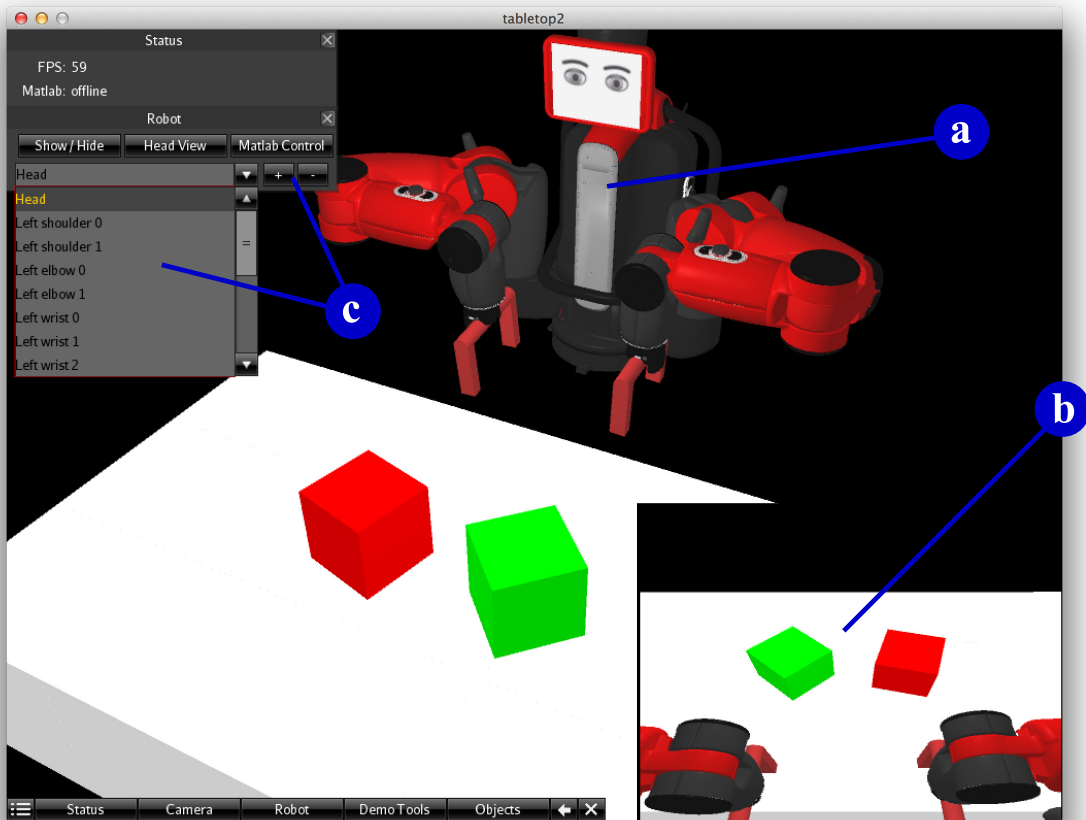 tabletop2
Status
FPS: 59
Matlab: offline
Robot
Show / Hide Head View Matlab Control
Head + -
Head
Left shoulder 0
Left shoulder 1
Left elbow 0
Left elbow 1
Left wrist 0
Left wrist 1
Left wrist 2
a
c
b
Status Camera Robot Demo Tools Objects